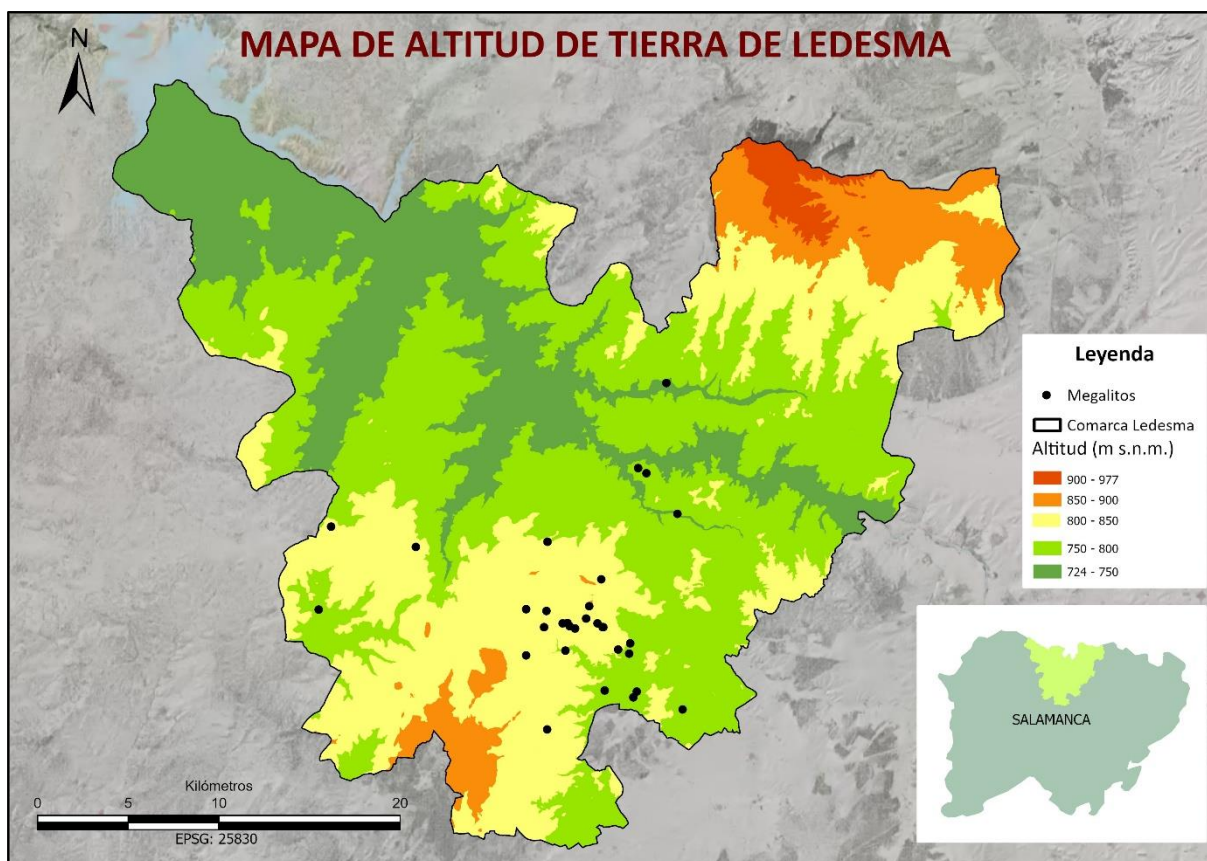 MAPA DE ALTITUD DE TIERRA DE LEDESMA
N
Leyenda
Megalitos
Comarca Ledesma
Altitud (m s.n.m.)
900 - 977
850 - 900
800 - 850
750 - 800
724 - 750
SALAMANCA
Kilómetros
0 5 10 20
EPSG: 25830